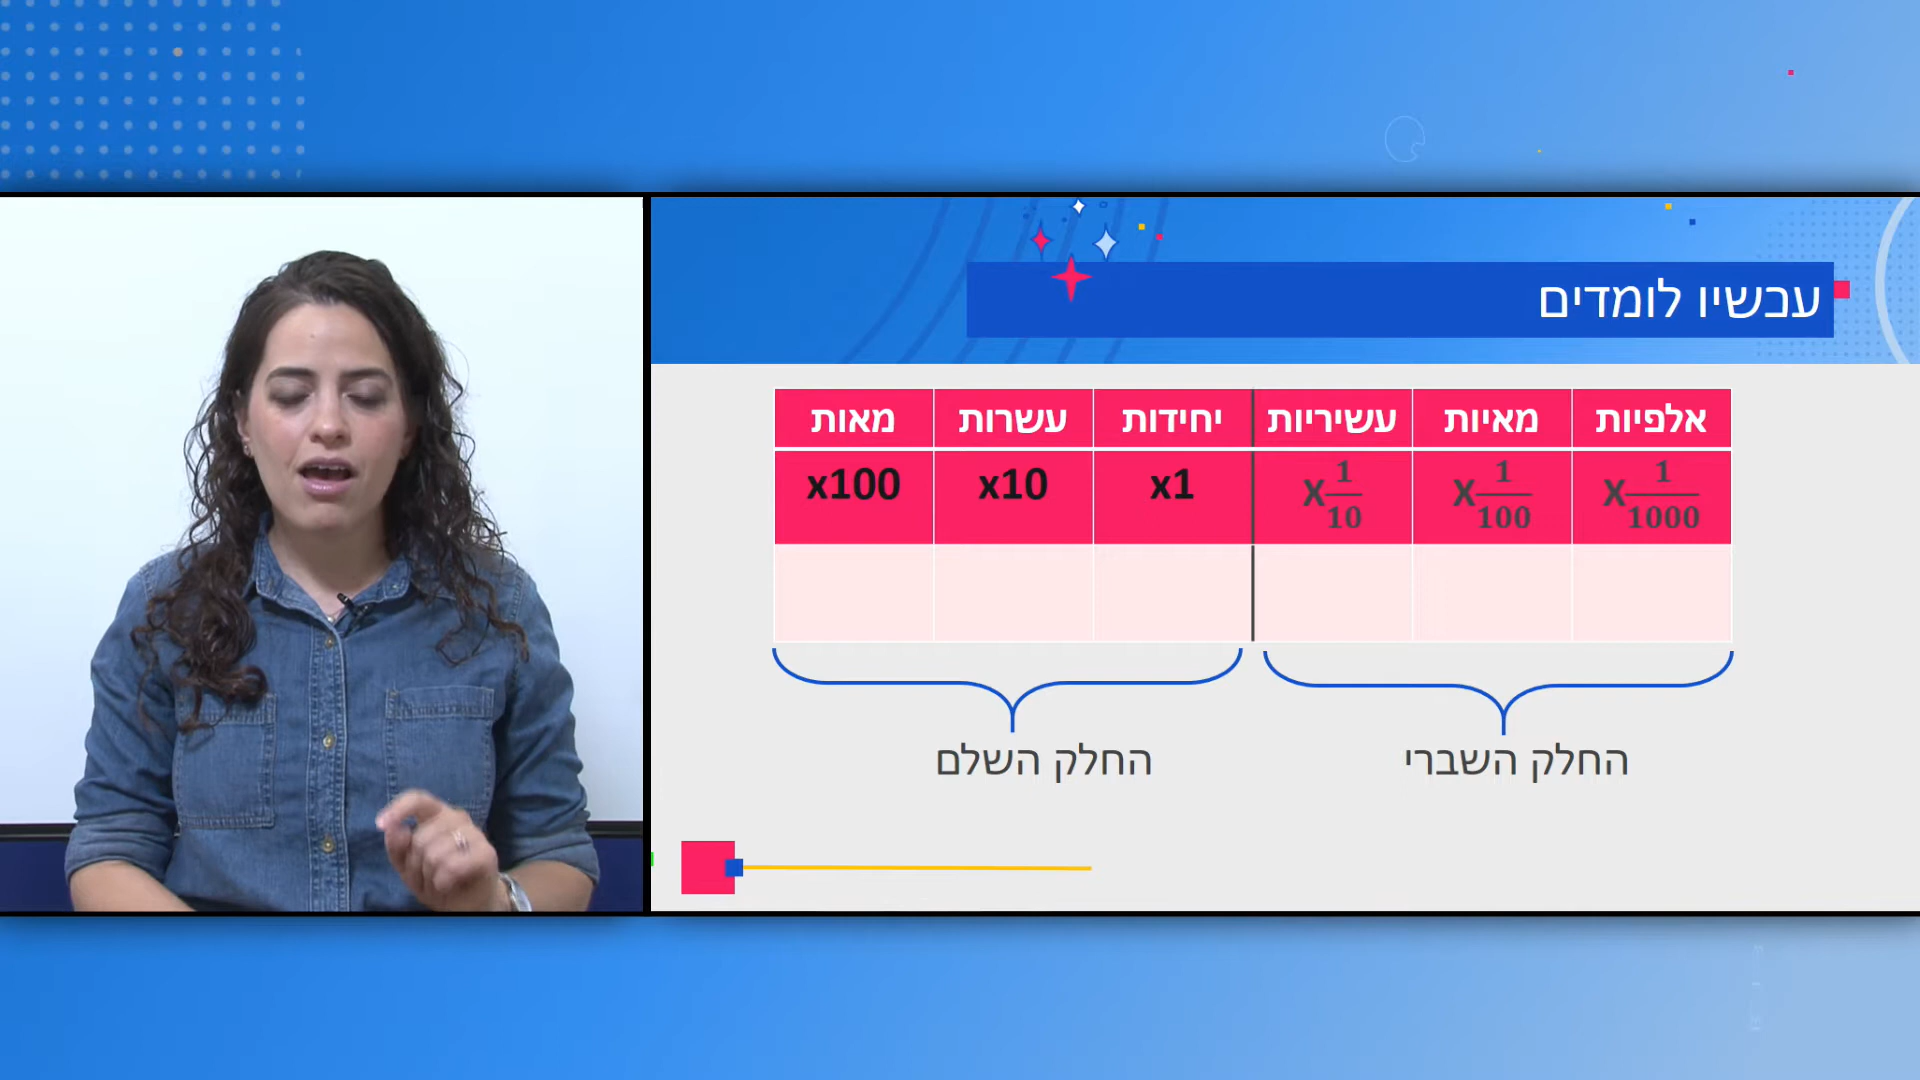 עכשיו לומדים
מאות עשרות יחידות עשיריות מאיות אלפיות
x100 x10 x1 x1/10 x1/100 x1/1000
החלק השלם החלק השברי